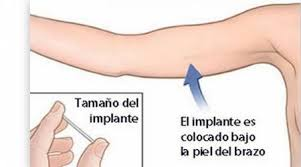 Tamaño del
implante
El implante es
colocado bajo
la piel del brazo